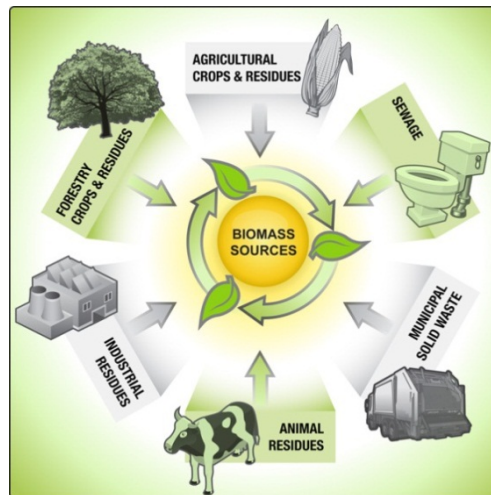 AGRICULTURAL
CROPS & RESIDUES
SEWAGE
FORESTRY
CROPS & RESIDUES
BIOMASS
SOURCES
INDUSTRIAL
RESIDUES
MUNICIPAL
SOLID WASTE
ANIMAL
RESIDUES